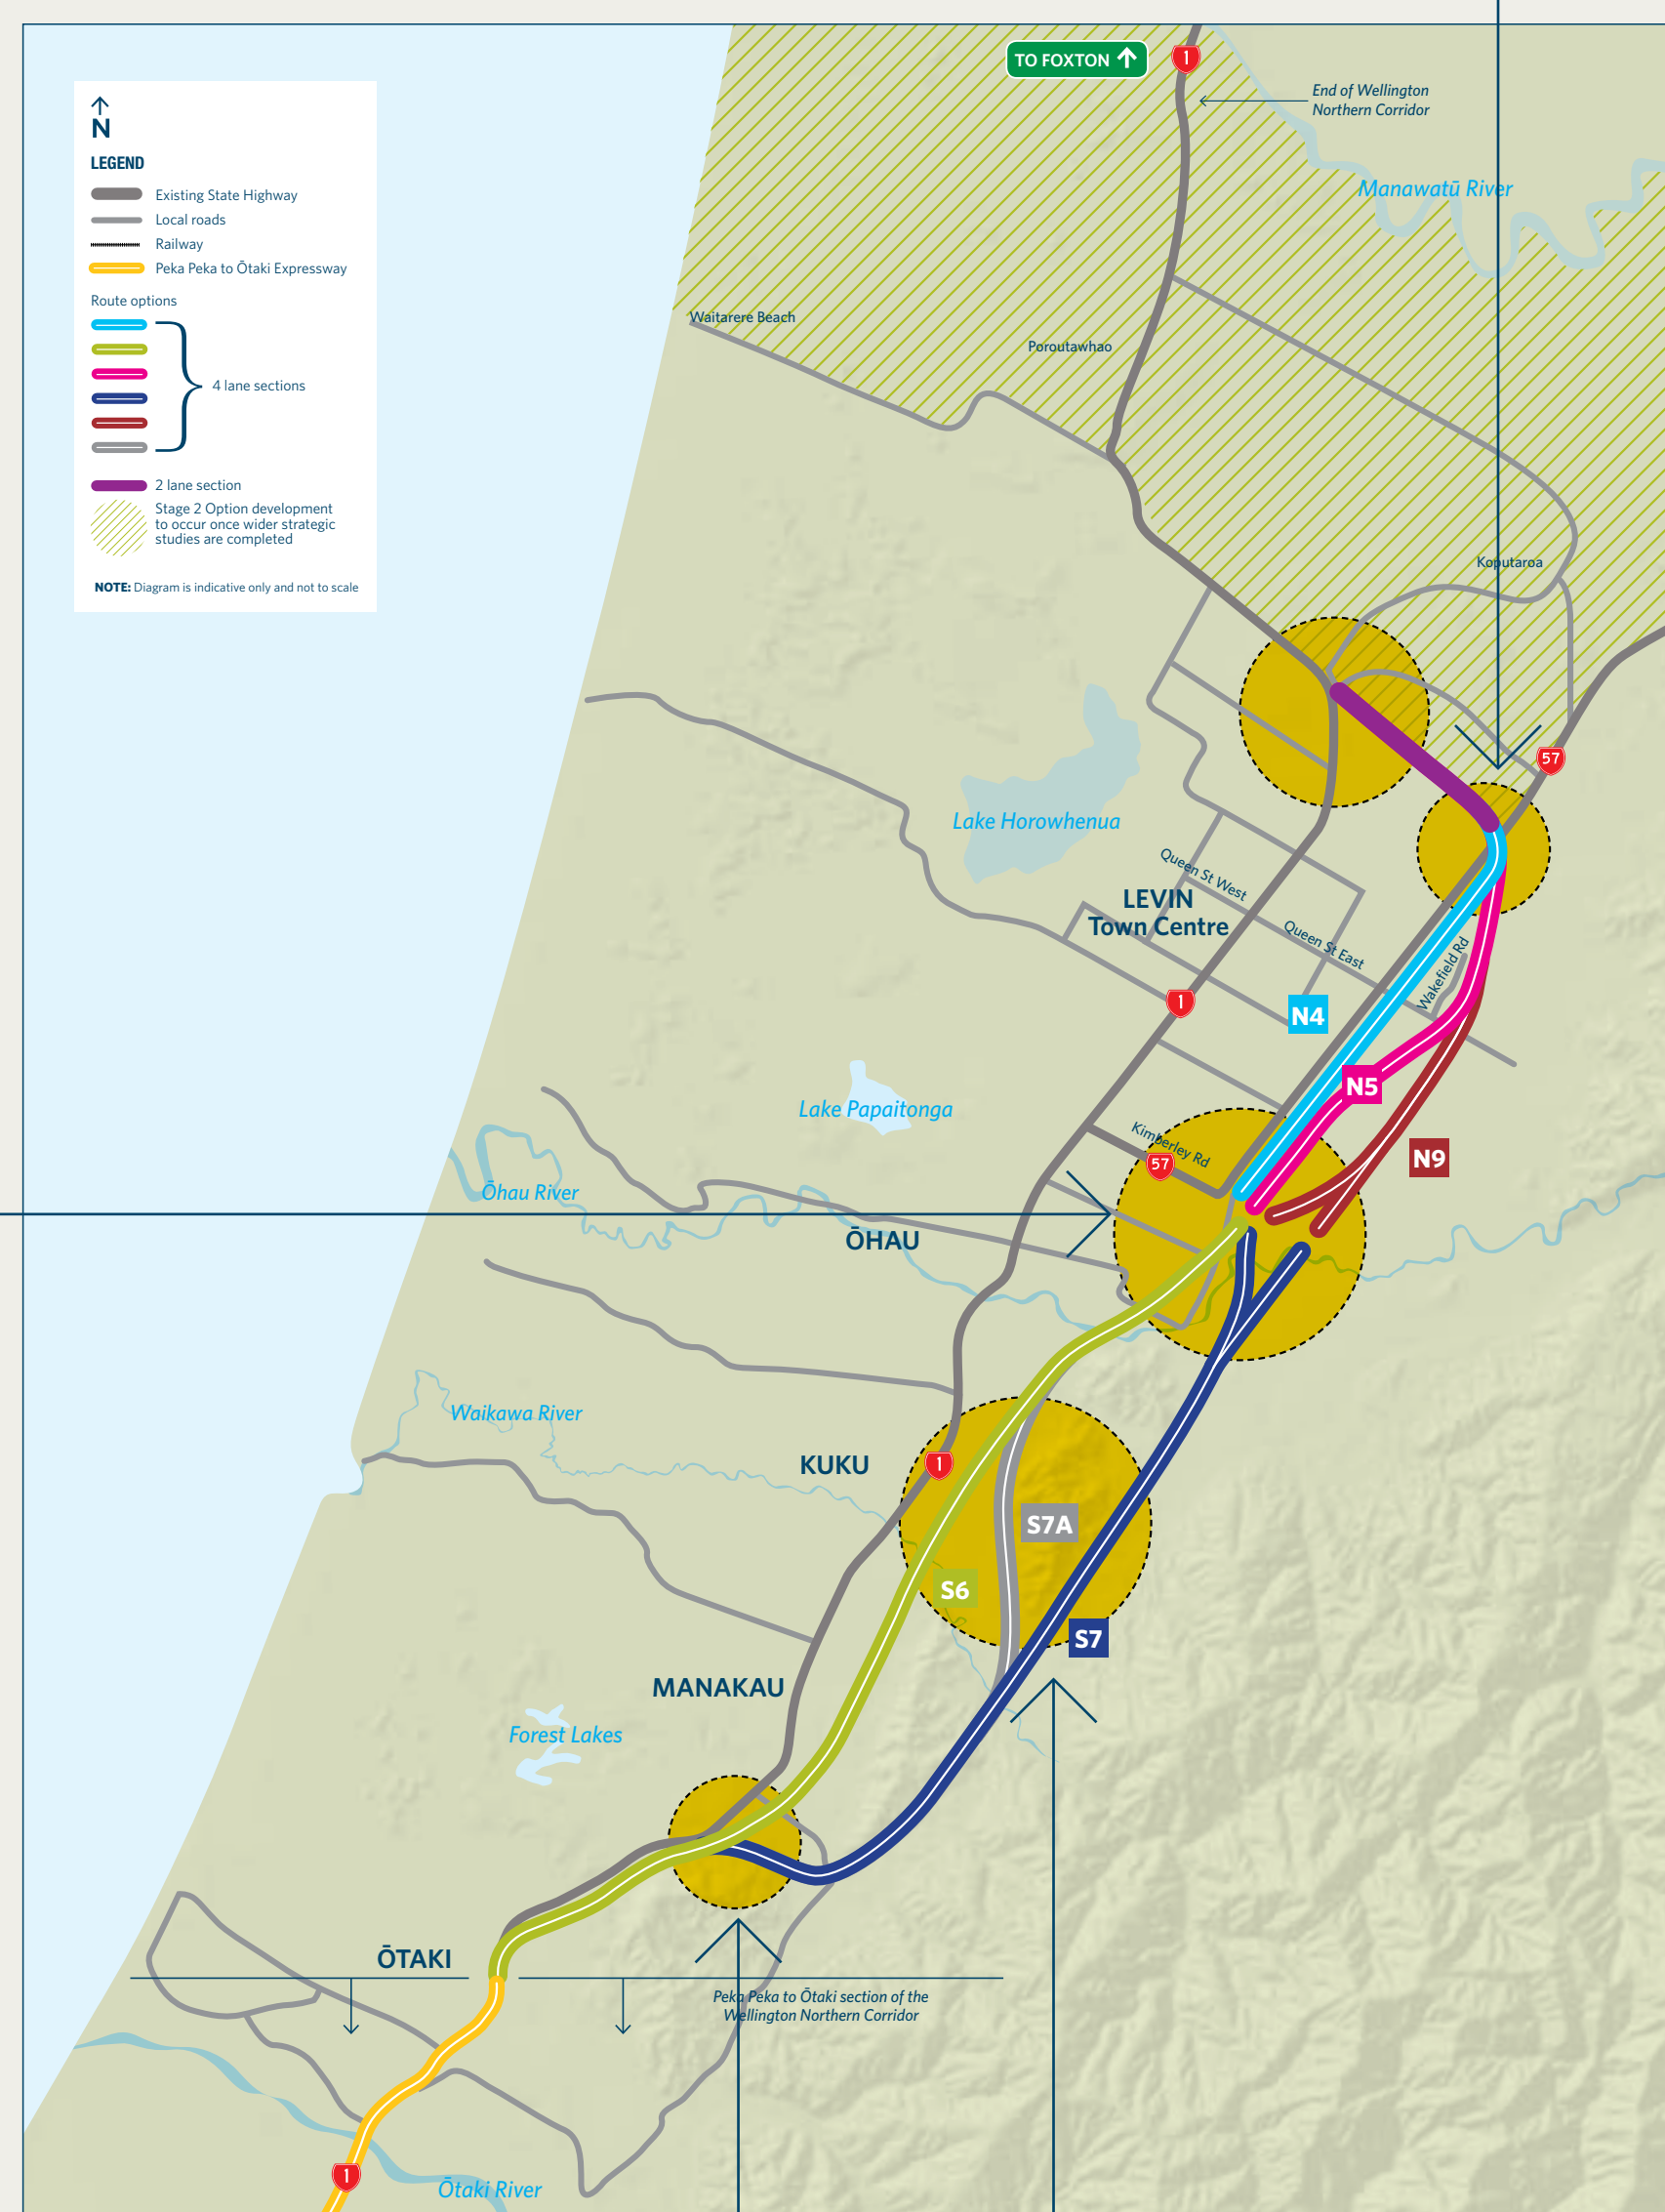 N
LEGEND
Existing State Highway
Local roads
Railway
Peka Peka to Ōtaki Expressway
Route options
4 lane sections
2 lane section
Stage 2 Option development
to occur once wider strategic
studies are completed
NOTE: Diagram is indicative only and not to scale
TO FOXTON
1
End of Wellington
Northern Corridor
Manawatū River
Waitarere Beach
Poroutawhao
Koputaroa
57
Lake Horowhenua
Queen St West
LEVIN
Town Centre
Queen St East
Wakefield Rd
1
N4
N5
Lake Papaitonga
Kimberley Rd
57
N9
Ōhau River
ŌHAU
Waikawa River
KUKU
1
S7A
S6
S7
MANAKAU
Forest Lakes
ŌTAKI
Peka Peka to Ōtaki section of the
Wellington Northern Corridor
1
Ōtaki River